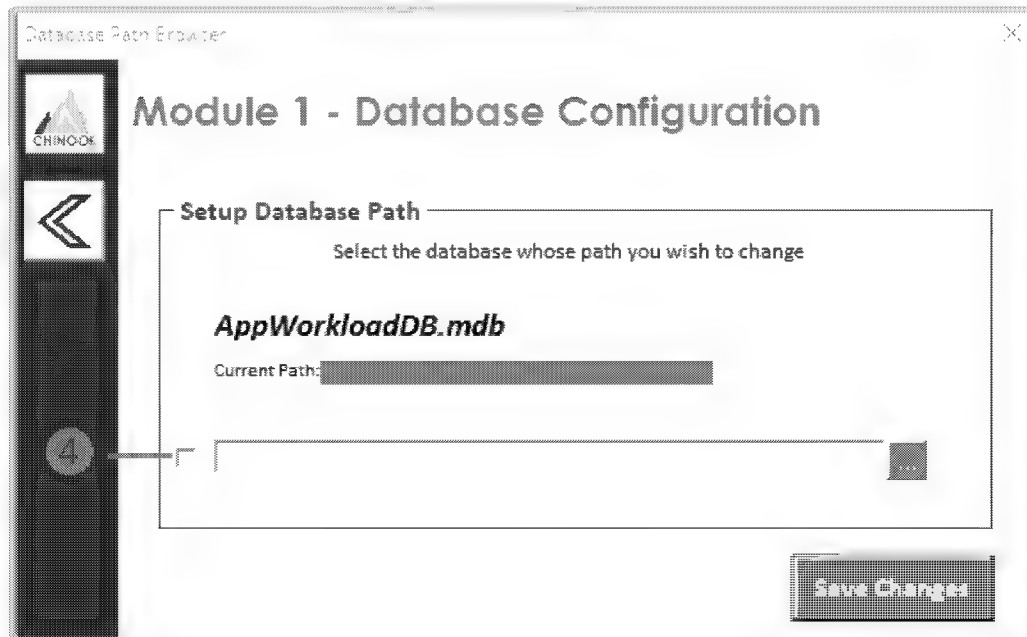 Database Path Browser
CHINOOK
Module 1 - Database Configuration
Setup Database Path
Select the database whose path you wish to change
AppWorkloadDB.mdb
Current Path:
4
...
Save Changes